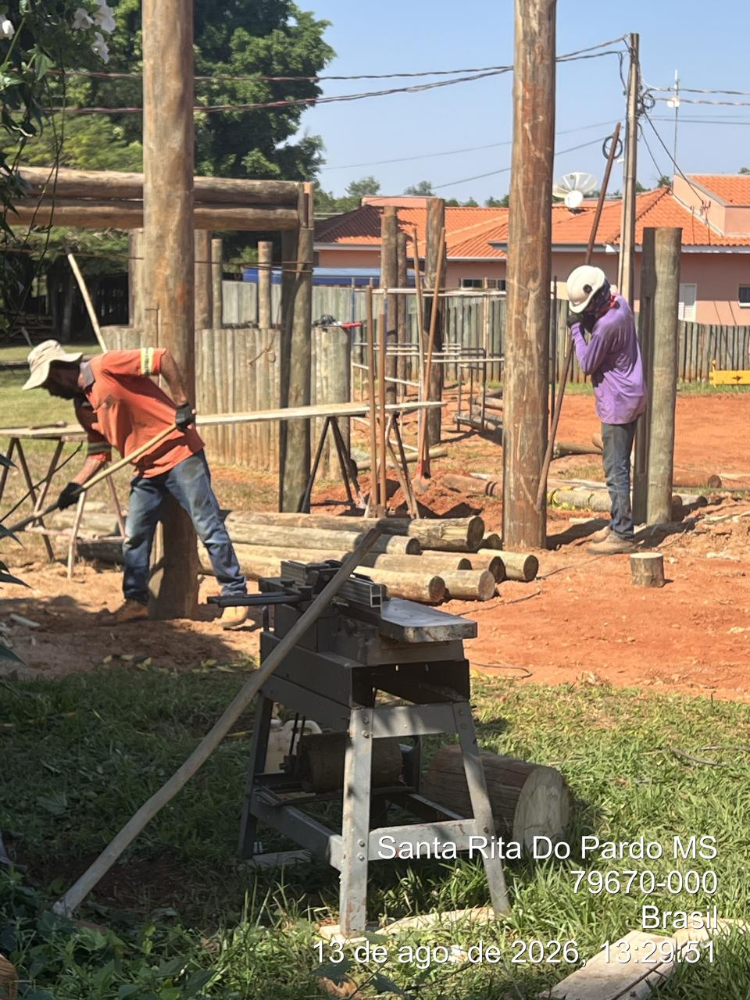 Santa Rita Do Pardo MS
79670-000
Brasil
13 de ago. de 2026, 13:29:51